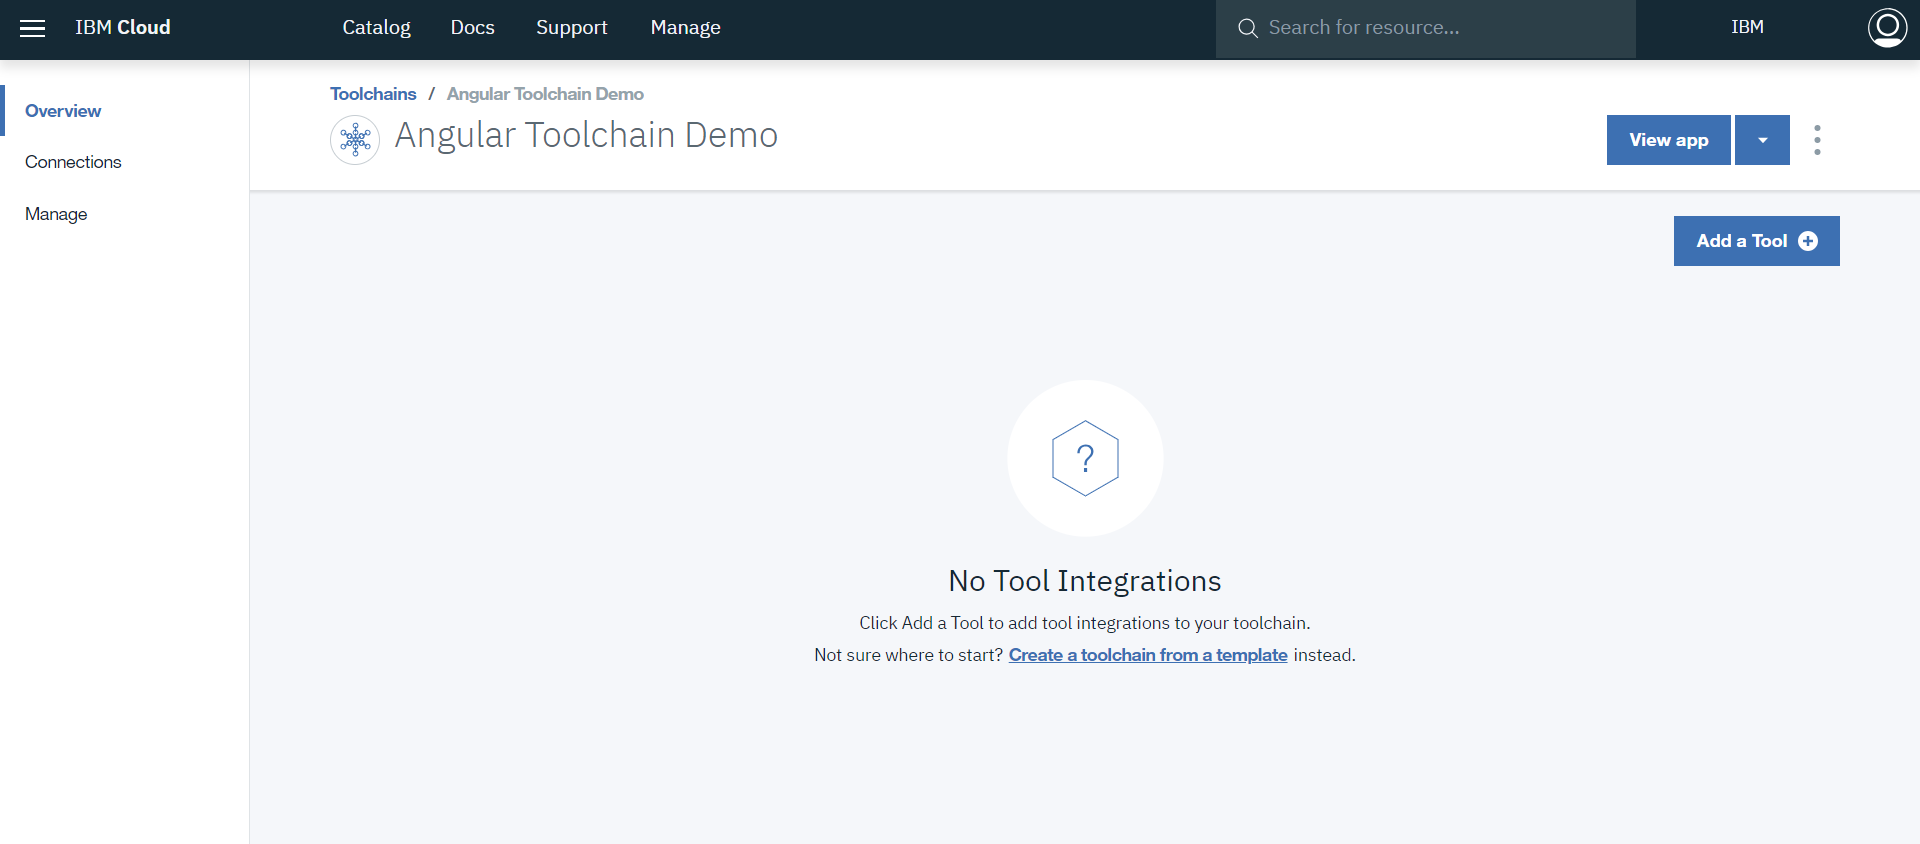 IBM Cloud Catalog Docs Support Manage Search for resource... IBM
Overview
Connections
Manage
Toolchains / Angular Toolchain Demo
Angular Toolchain Demo
View app
Add a Tool
?
No Tool Integrations
Click Add a Tool to add tool integrations to your toolchain.
Not sure where to start? Create a toolchain from a template instead.